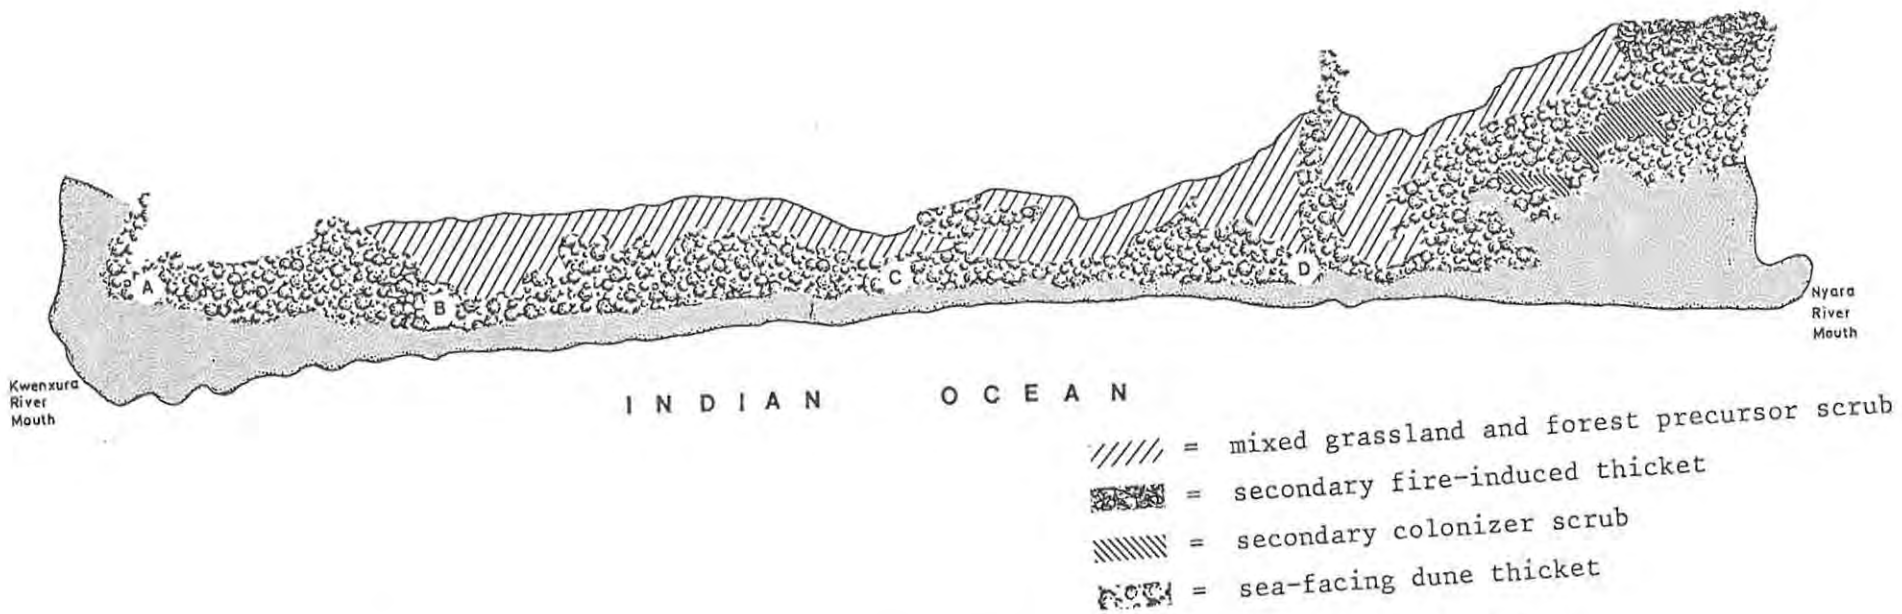 A
B
C
D
Nyara
River
Mouth
Kwenxura
River
Mouth
INDIAN OCEAN
= mixed grassland and forest precursor scrub
= secondary fire-induced thicket
= secondary colonizer scrub
= sea-facing dune thicket